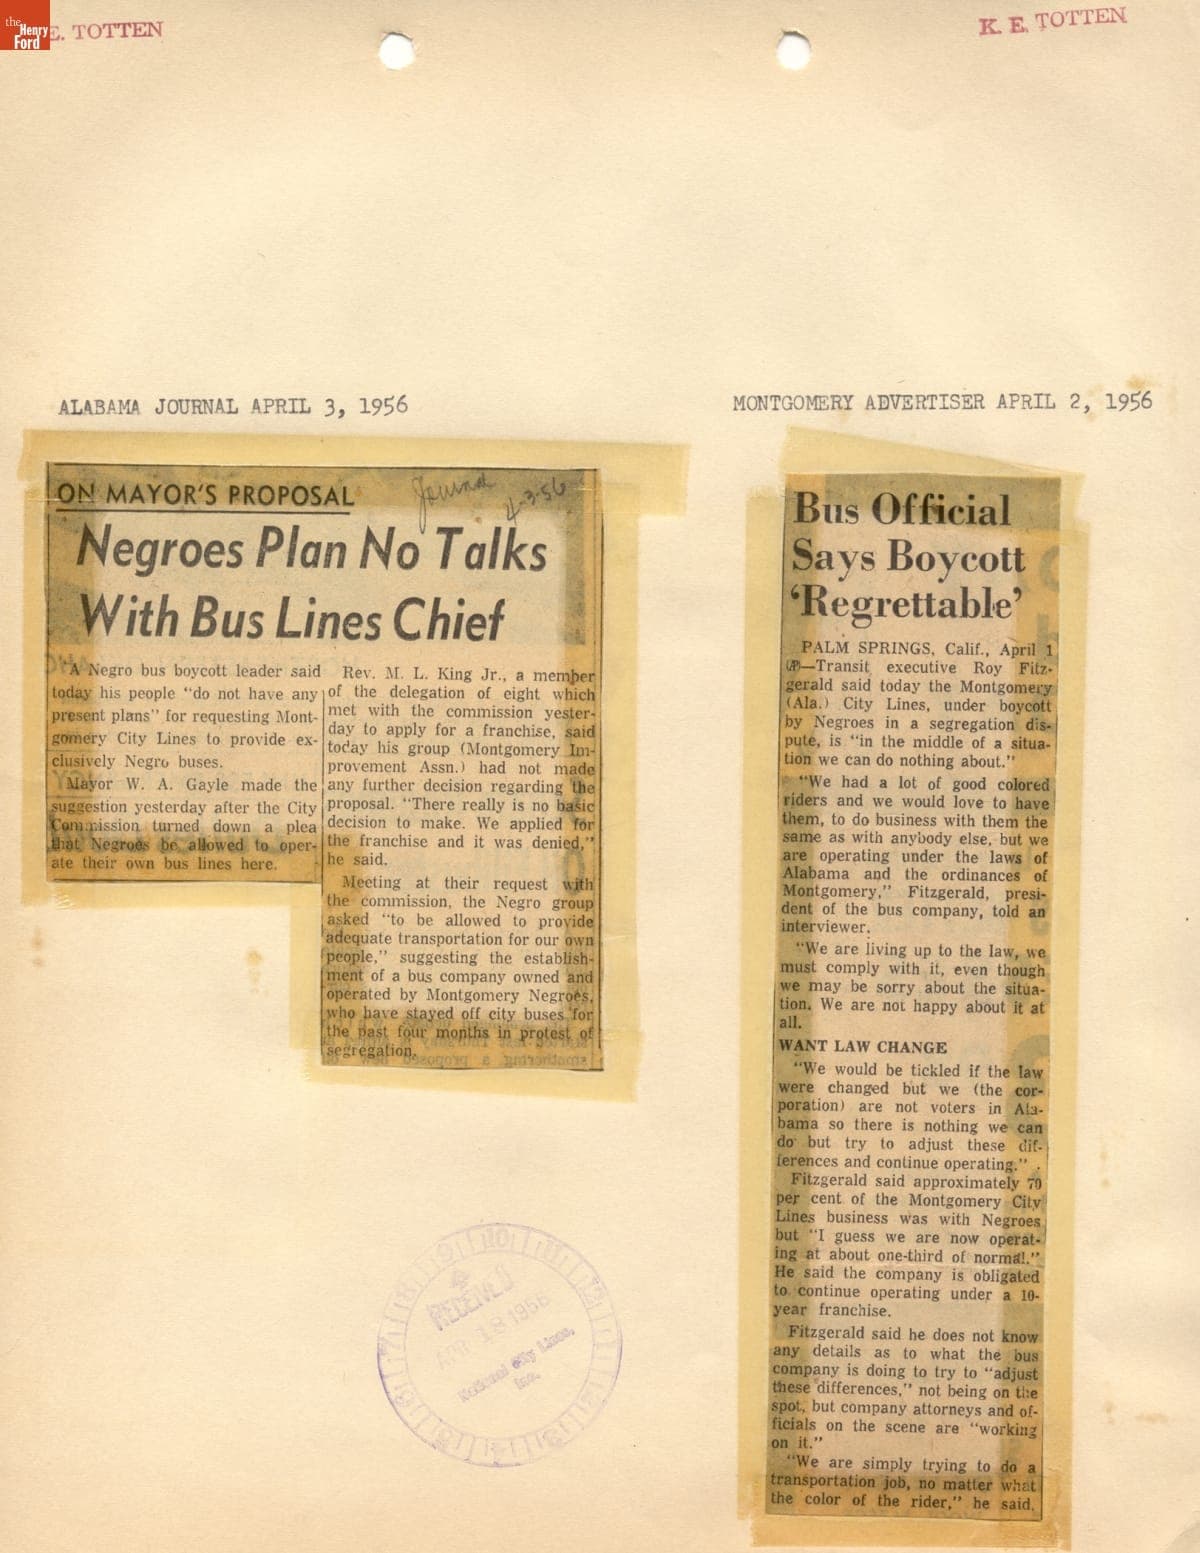 the
Henry
Ford
E. TOTTEN
K. E. TOTTEN
ALABAMA JOURNAL APRIL 3, 1956
Journal
4-3-56
ON MAYOR'S PROPOSAL
Negroes Plan No Talks
With Bus Lines Chief
A Negro bus boycott leader said
today his people "do not have any
present plans" for requesting Mont-
gomery City Lines to provide ex-
clusively Negro buses.
Mayor W. A. Gayle made the
suggestion yesterday after the City
Commission turned down a plea
that Negroes be allowed to oper-
ate their own bus lines here.
Rev. M. L. King Jr., a member
of the delegation of eight which
met with the commission yester-
day to apply for a franchise, said
today his group (Montgomery Im-
provement Assn.) had not made
any further decision regarding the
proposal. "There really is no basic
decision to make. We applied for
the franchise and it was denied,"
he said.
Meeting at their request with
the commission, the Negro group
asked "to be allowed to provide
adequate transportation for our own
people," suggesting the establish-
ment of a bus company owned and
operated by Montgomery Negroes,
who have stayed off city buses for
the past four months in protest of
segregation.
MONTGOMERY ADVERTISER APRIL 2, 1956
Bus Official
Says Boycott
'Regrettable'
PALM SPRINGS, Calif., April 1
(AP)—Transit executive Roy Fitz-
gerald said today the Montgomery
(Ala.) City Lines, under boycott
by Negroes in a segregation dis-
pute, is "in the middle of a situa-
tion we can do nothing about."
"We had a lot of good colored
riders and we would love to have
them, to do business with them the
same as with anybody else, but we
are operating under the laws of
Alabama and the ordinances of
Montgomery," Fitzgerald, presi-
dent of the bus company, told an
interviewer.
"We are living up to the law, we
must comply with it, even though
we may be sorry about the situa-
tion. We are not happy about it at
all.
WANT LAW CHANGE
"We would be tickled if the law
were changed but we (the cor-
poration) are not voters in Ala-
bama so there is nothing we can
do but try to adjust these dif-
ferences and continue operating."
Fitzgerald said approximately 70
per cent of the Montgomery City
Lines business was with Negroes
but "I guess we are now operat-
ing at about one-third of normal."
He said the company is obligated
to continue operating under a 10-
year franchise.
Fitzgerald said he does not know
any details as to what the bus
company is doing to try to "adjust
these differences," not being on the
spot, but company attorneys and of-
ficials on the scene are "working
on it."
"We are simply trying to do a
transportation job, no matter what
the color of the rider," he said.
RECEIVED
APR 18 1956
National City Lines,
Inc.